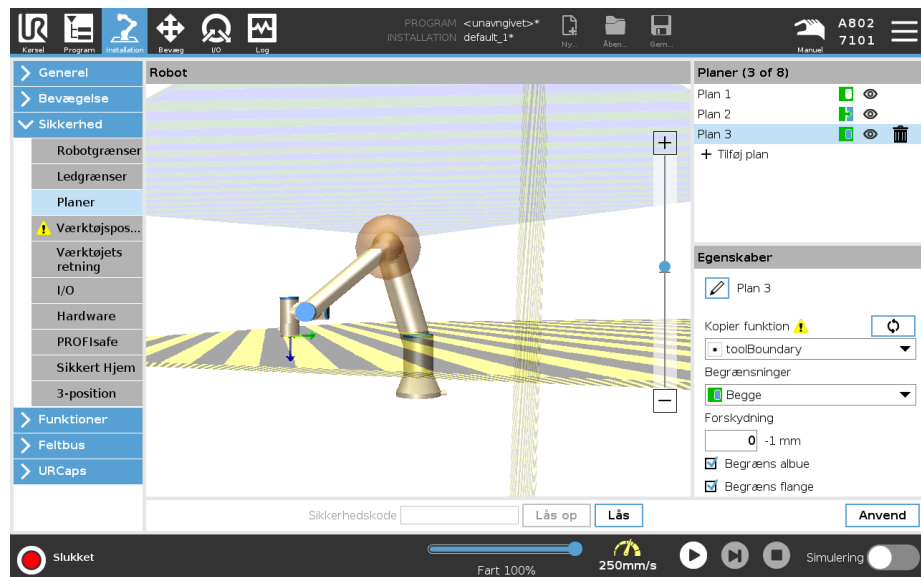 PROGRAM <unavngivet>*
INSTALLATION default_1*
Kørsel
Program
Installation
Bevæg
I/O
Log
Ny...
Åben...
Gem...
Manuel
A802
7101
Generel
Bevægelse
Sikkerhed
Robotgrænser
Ledgrænser
Planer
Værktøjspos...
Værktøjets
retning
I/O
Hardware
PROFIsafe
Sikkert Hjem
3-position
Funktioner
Feltbus
URCaps
Robot
Planer (3 of 8)
Plan 1
Plan 2
Plan 3
+ Tilføj plan
Egenskaber
Plan 3
Kopier funktion
toolBoundary
Begrænsninger
Begge
Forskydning
0 -1 mm
Begræns albue
Begræns flange
Sikkerhedskode
Lås op
Lås
Anvend
Slukket
Fart 100%
250mm/s
Simulering